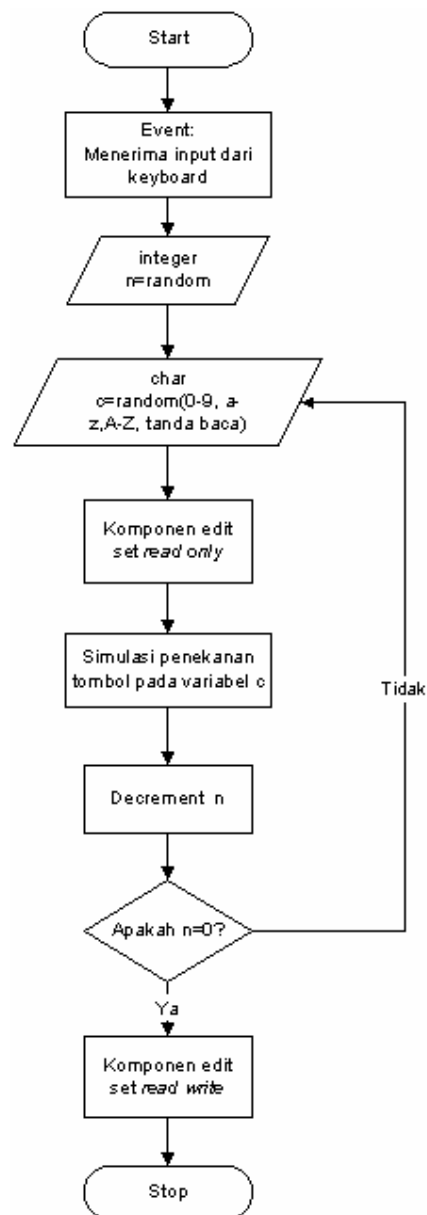 Start
Event:
Menerima input dari
keyboard
integer
n=random
char
c=random(0-9, a-
z,A-Z, tanda baca)
Komponen edit
set read only
Simulasi penekanan
tombol pada variabel c
Tidak
Decrement n
Apakah n=0?
Ya
Komponen edit
set read write
Stop